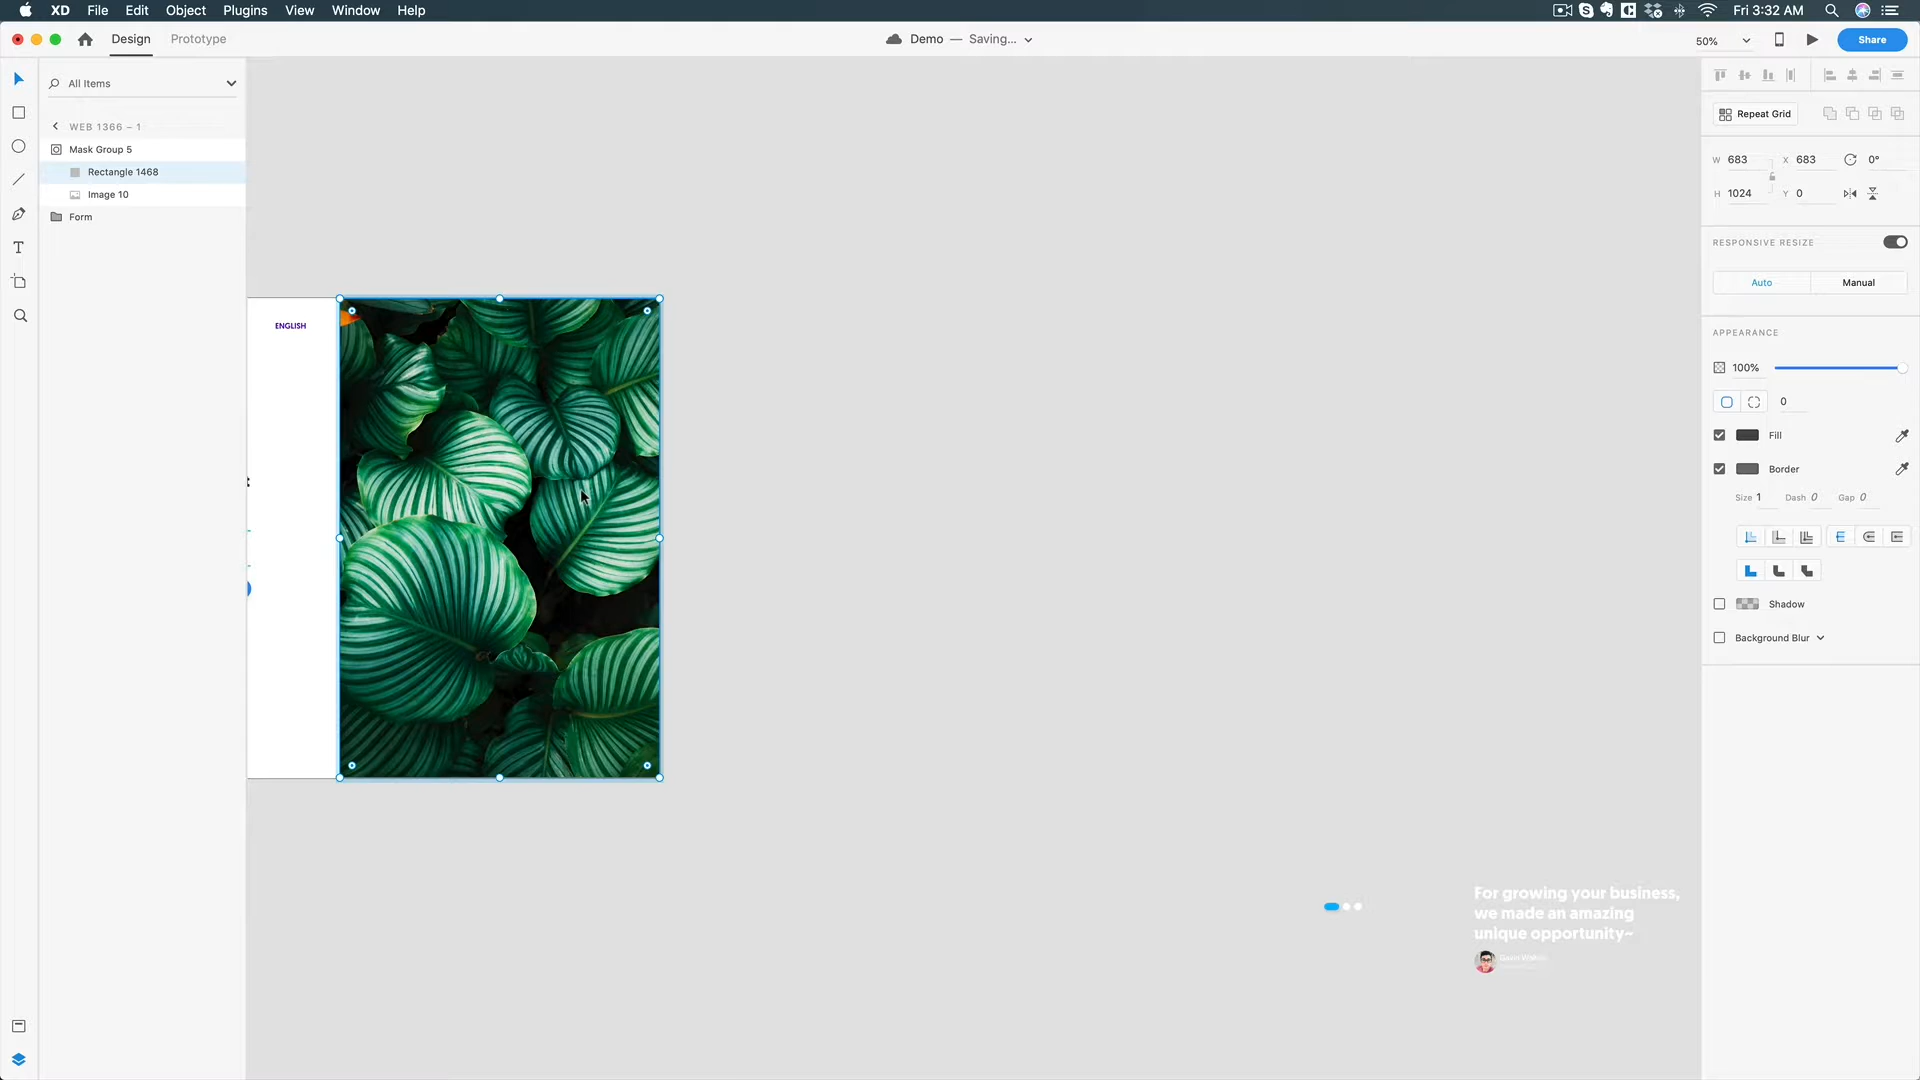 XD File Edit Object Plugins View Window Help
Fri 3:32 AM
Design Prototype
Demo — Saving...
50%
Share
All Items
WEB 1366 – 1
Mask Group 5
Rectangle 1468
Image 10
Form
ENGLISH
Repeat Grid
W 683 X 683 0°
H 1024 Y 0
RESPONSIVE RESIZE
Auto Manual
APPEARANCE
100%
0
Fill
Border
Size 1 Dash 0 Gap 0
Shadow
Background Blur
For growing your business,
we made an amazing
unique opportunity~